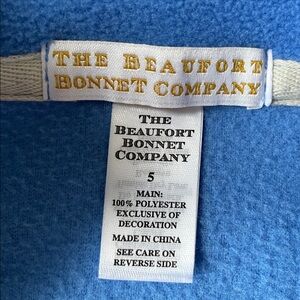 THE BEAUFORT
BONNET COMPANY
THE
BEAUFORT
BONNET
COMPANY
5
MAIN:
100% POLYESTER
EXCLUSIVE OF
DECORATION
MADE IN CHINA
SEE CARE ON
REVERSE SIDE